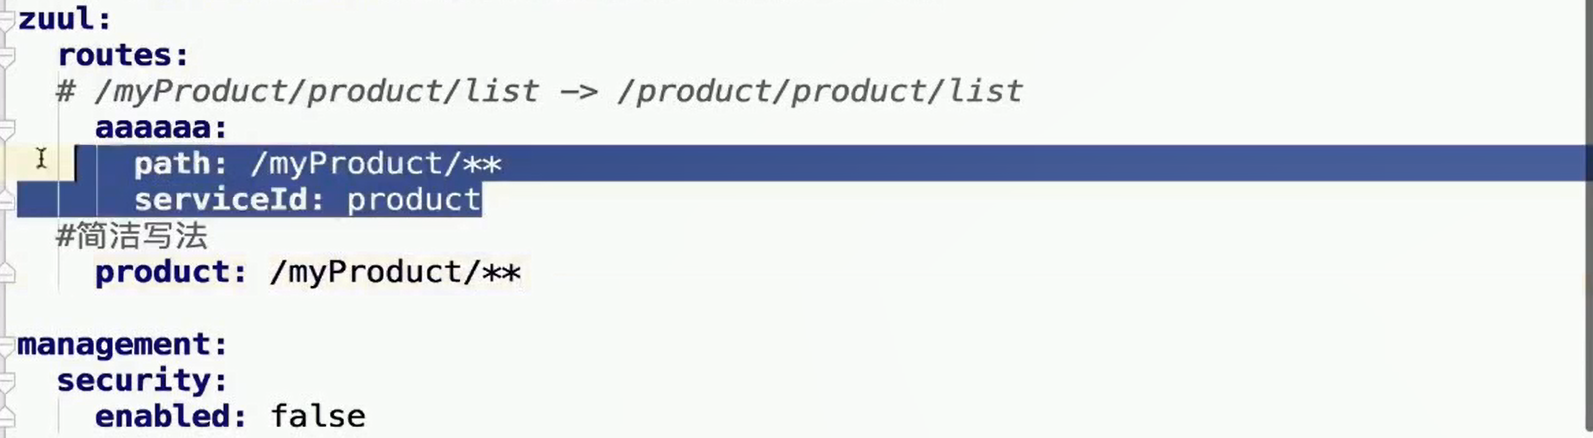 zuul:
  routes:
  # /myProduct/product/list -> /product/product/list
    aaaaaa:
      path: /myProduct/**
      serviceId: product
  #简洁写法
    product: /myProduct/**

management:
  security:
    enabled: false